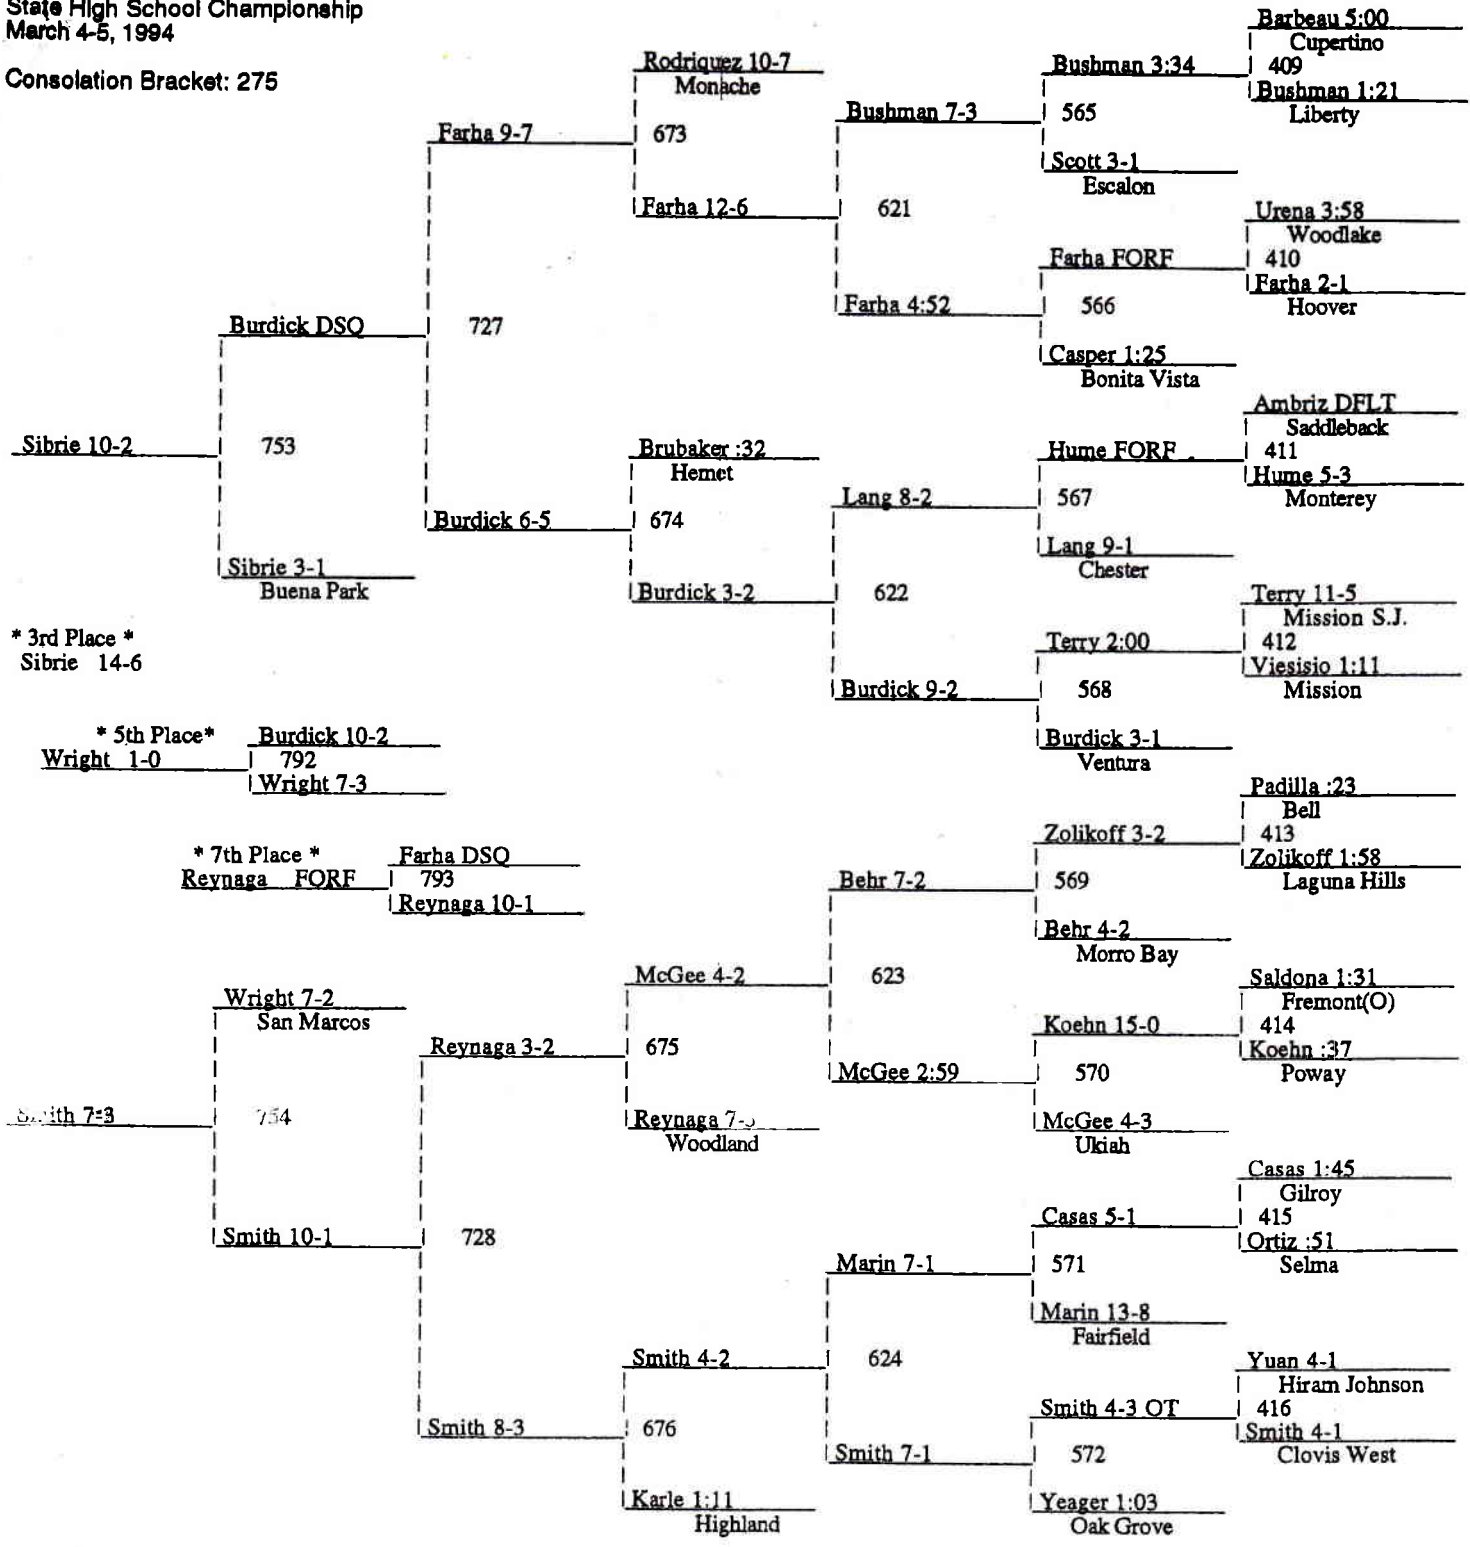 State High School Championship
March 4-5, 1994
Consolation Bracket: 275
Barbeau 5:00
Cupertino
409
Bushman 1:21
Liberty
Urena 3:58
Woodlake
410
Farha 2-1
Hoover
Ambriz DFLT
Saddleback
411
Hume 5-3
Monterey
Terry 11-5
Mission S.J.
412
Viesisio 1:11
Mission
Padilla :23
Bell
413
Zolikoff 1:58
Laguna Hills
Saldona 1:31
Fremont(O)
414
Koehn :37
Poway
Casas 1:45
Gilroy
415
Ortiz :51
Selma
Yuan 4-1
Hiram Johnson
416
Smith 4-1
Clovis West
Bushman 3:34
565
Scott 3-1
Escalon
Farha FORF
566
Casper 1:25
Bonita Vista
Hume FORF
567
Lang 9-1
Chester
Terry 2:00
568
Burdick 3-1
Ventura
Zolikoff 3-2
569
Behr 4-2
Morro Bay
Koehn 15-0
570
McGee 4-3
Ukiah
Casas 5-1
571
Marin 13-8
Fairfield
Smith 4-3 OT
572
Yeager 1:03
Oak Grove
Bushman 7-3
621
Farha 4:52
Lang 8-2
622
Burdick 9-2
Behr 7-2
623
McGee 2:59
Marin 7-1
624
Smith 7-1
Rodriquez 10-7
Monache
673
Farha 12-6
Brubaker :32
Hemet
674
Burdick 3-2
McGee 4-2
675
Reynaga 7-
Woodland
Smith 4-2
676
Karle 1:11
Highland
Farha 9-7
727
Burdick 6-5
Reynaga 3-2
728
Smith 8-3
Burdick DSQ
753
Sibrie 3-1
Buena Park
Wright 7-2
San Marcos
754
Smith 10-1
Sibrie 10-2
Smith 7-3
* 3rd Place *
Sibrie 14-6
* 5th Place*
Wright 1-0
Burdick 10-2
792
Wright 7-3
* 7th Place *
Reynaga FORF
Farha DSQ
793
Reynaga 10-1